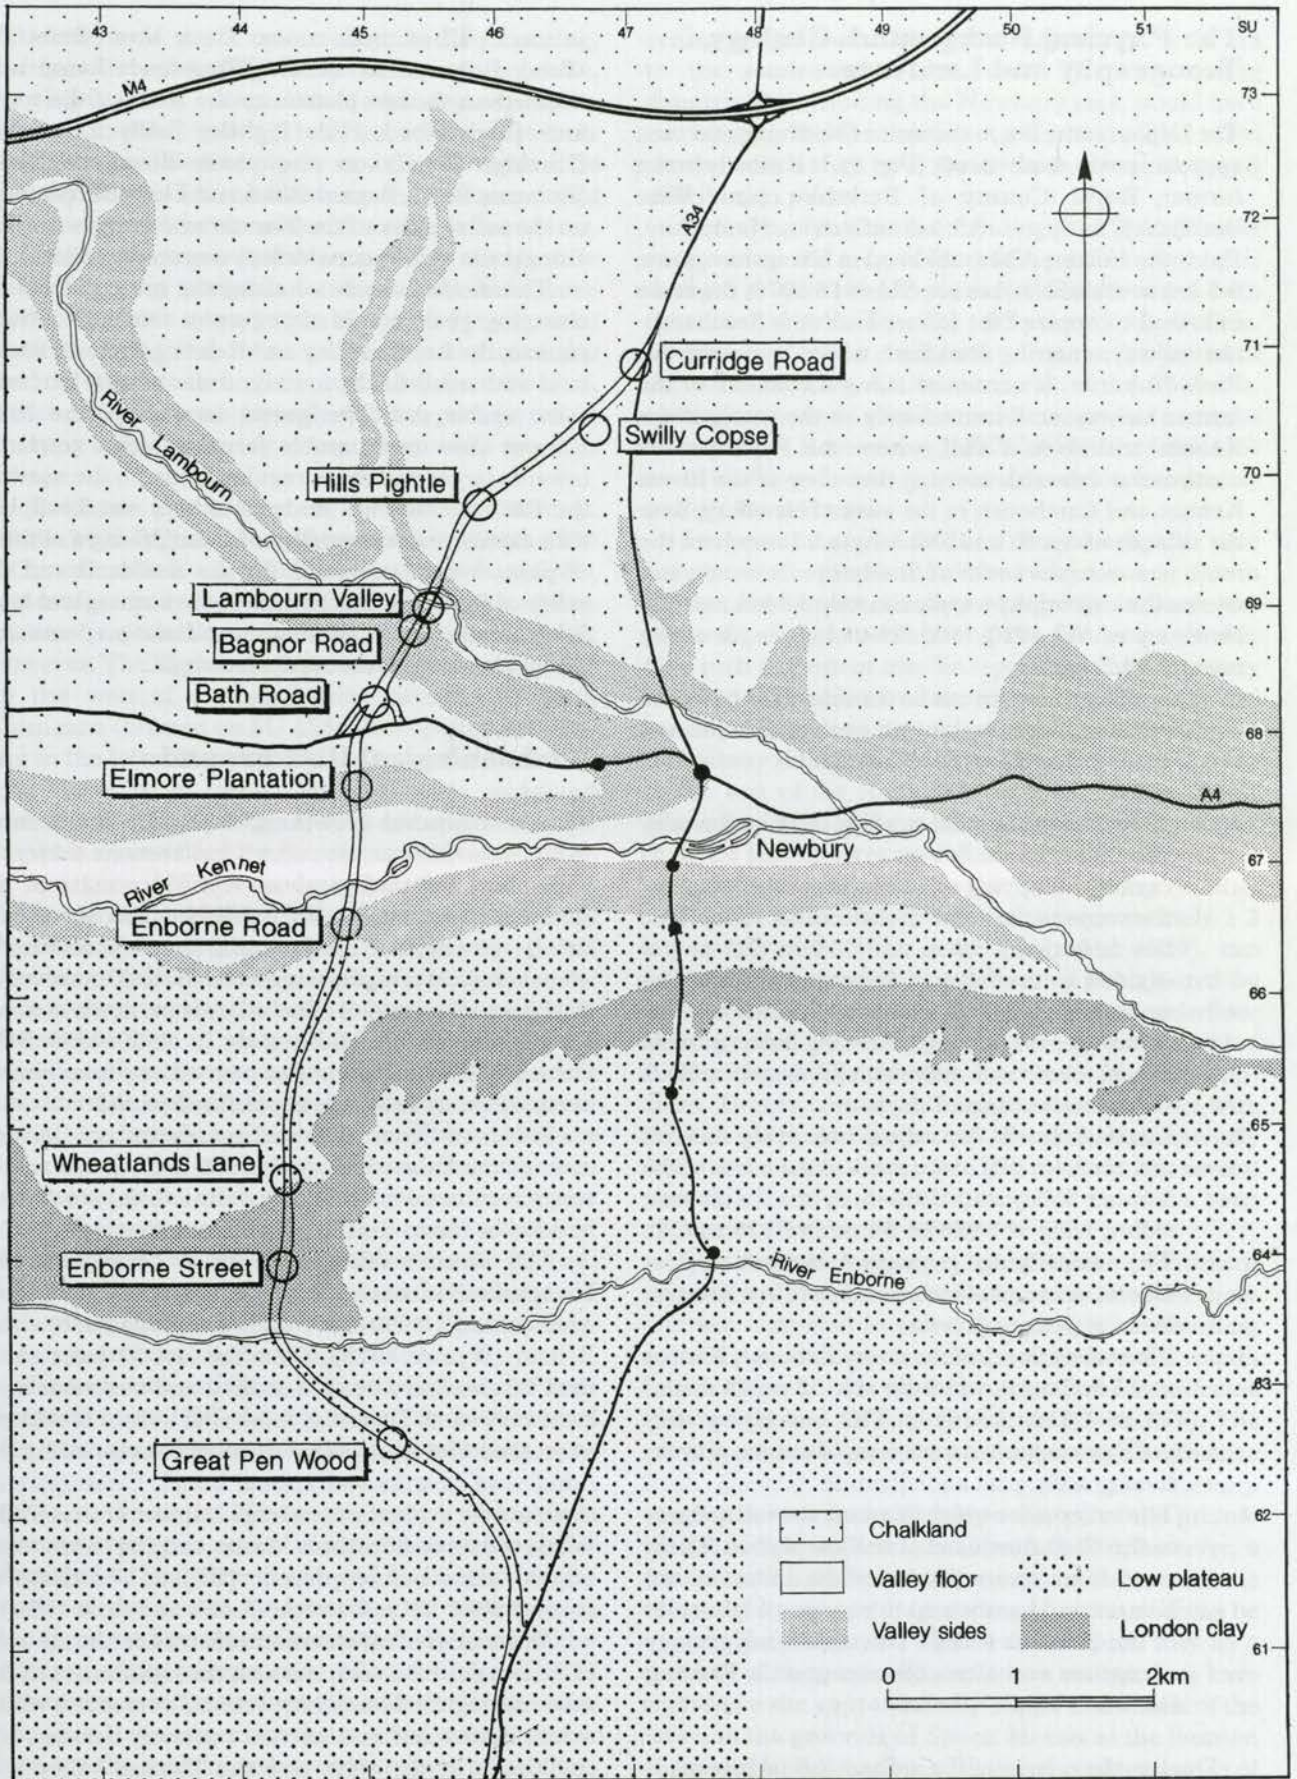 43 44 45 46 47 48 49 50 51 SU
M4
73
A34
72
71
Curridge Road
River Lambourn
Swilly Copse
70
Hills Pightle
Lambourn Valley
69
Bagnor Road
Bath Road
68
Elmore Plantation
A4
Newbury
67
River Kennet
Enborne Road
66
65
Wheatlands Lane
64
Enborne Street
River Enborne
63
Great Pen Wood
62
Chalkland
Valley floor Low plateau
Valley sides London clay
61
0 1 2km